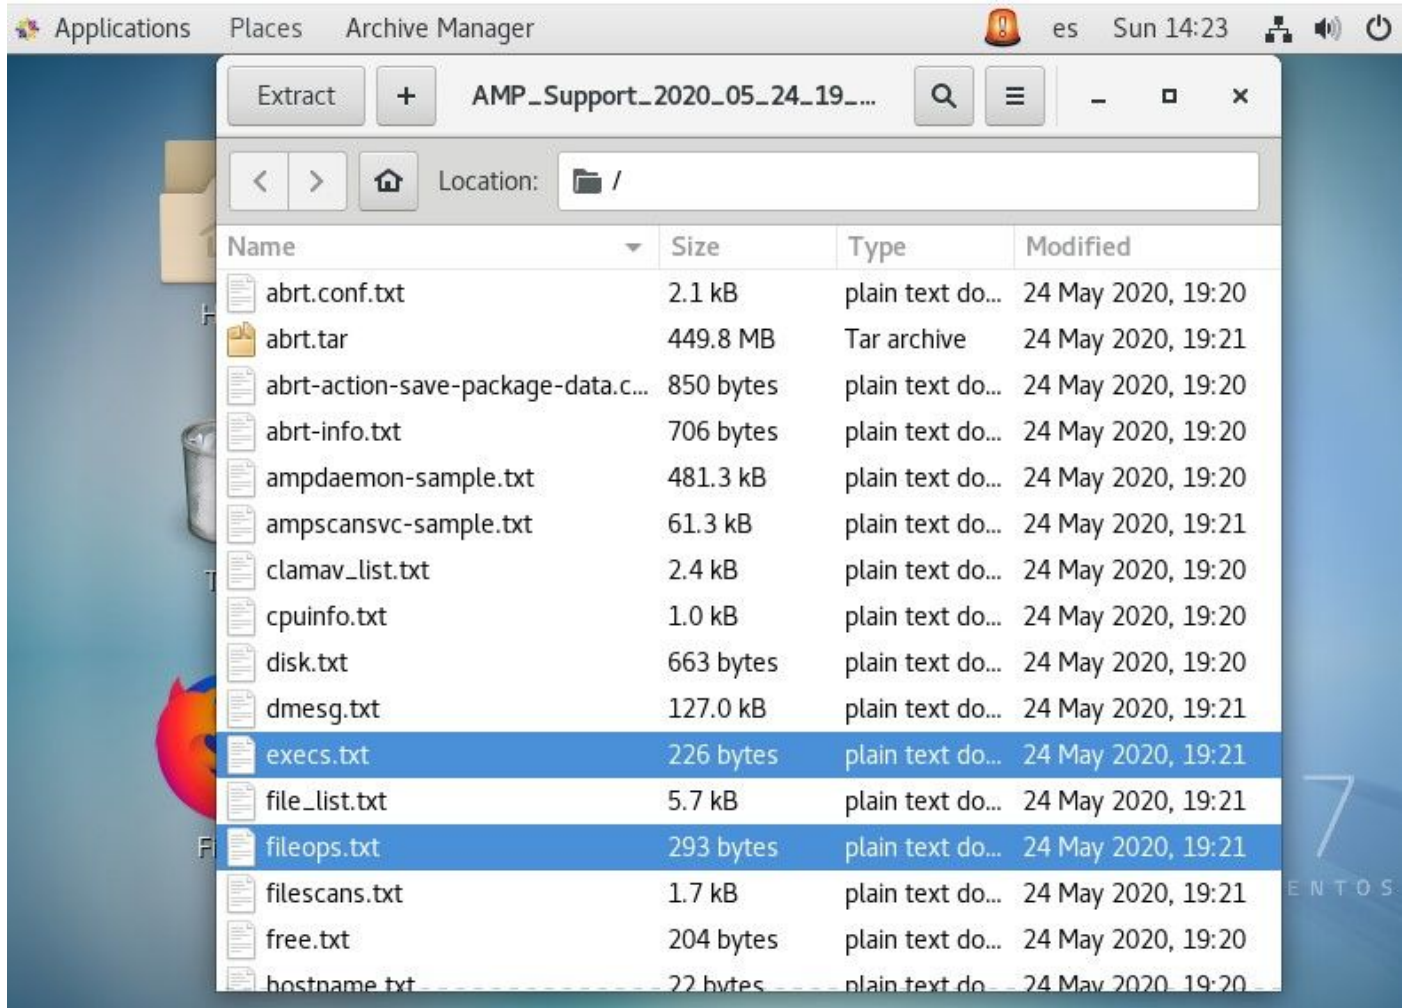 Applications Places Archive Manager es Sun 14:23
Extract + AMP_Support_2020_05_24_19_...
Location: /
Name Size Type Modified
abrt.conf.txt 2.1 kB plain text do... 24 May 2020, 19:20
abrt.tar 449.8 MB Tar archive 24 May 2020, 19:21
abrt-action-save-package-data.c... 850 bytes plain text do... 24 May 2020, 19:20
abrt-info.txt 706 bytes plain text do... 24 May 2020, 19:20
ampdaemon-sample.txt 481.3 kB plain text do... 24 May 2020, 19:20
ampscansvc-sample.txt 61.3 kB plain text do... 24 May 2020, 19:21
clamav_list.txt 2.4 kB plain text do... 24 May 2020, 19:20
cpuinfo.txt 1.0 kB plain text do... 24 May 2020, 19:20
disk.txt 663 bytes plain text do... 24 May 2020, 19:20
dmesg.txt 127.0 kB plain text do... 24 May 2020, 19:21
execs.txt 226 bytes plain text do... 24 May 2020, 19:21
file_list.txt 5.7 kB plain text do... 24 May 2020, 19:21
fileops.txt 293 bytes plain text do... 24 May 2020, 19:21
filescans.txt 1.7 kB plain text do... 24 May 2020, 19:21
free.txt 204 bytes plain text do... 24 May 2020, 19:20
hostname.txt 22 bytes plain text do... 24 May 2020, 19:20
7
ENTOS